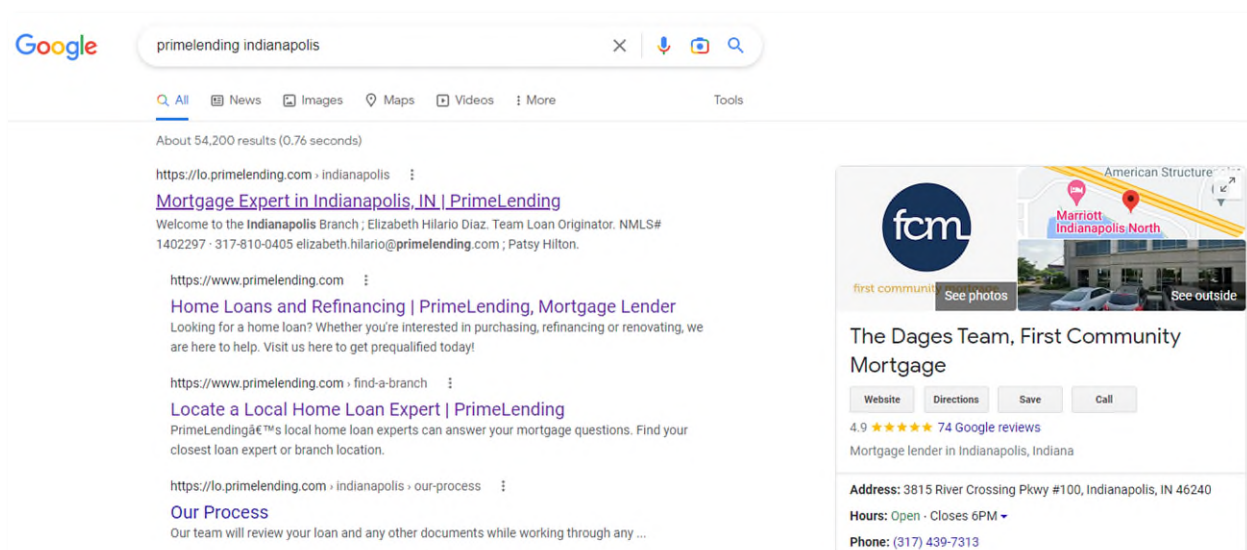 Google
primelending indianapolis
All News Images Maps Videos More Tools
About 54,200 results (0.76 seconds)
https://lo.primelending.com › indianapolis
Mortgage Expert in Indianapolis, IN | PrimeLending
Welcome to the Indianapolis Branch ; Elizabeth Hilario Diaz. Team Loan Originator. NMLS#
1402297 · 317-810-0405 elizabeth.hilario@primelending.com ; Patsy Hilton.
https://www.primelending.com
Home Loans and Refinancing | PrimeLending, Mortgage Lender
Looking for a home loan? Whether you're interested in purchasing, refinancing or renovating, we
are here to help. Visit us here to get prequalified today!
https://www.primelending.com › find-a-branch
Locate a Local Home Loan Expert | PrimeLending
PrimeLendingâ€™s local home loan experts can answer your mortgage questions. Find your
closest loan expert or branch location.
https://lo.primelending.com › indianapolis › our-process
Our Process
Our team will review your loan and any other documents while working through any ...
fcm
first community
See photos
American Structure
Marriott
Indianapolis North
See outside
The Dages Team, First Community
Mortgage
Website Directions Save Call
4.9 ★★★★★ 74 Google reviews
Mortgage lender in Indianapolis, Indiana
Address: 3815 River Crossing Pkwy #100, Indianapolis, IN 46240
Hours: Open · Closes 6PM
Phone: (317) 439-7313